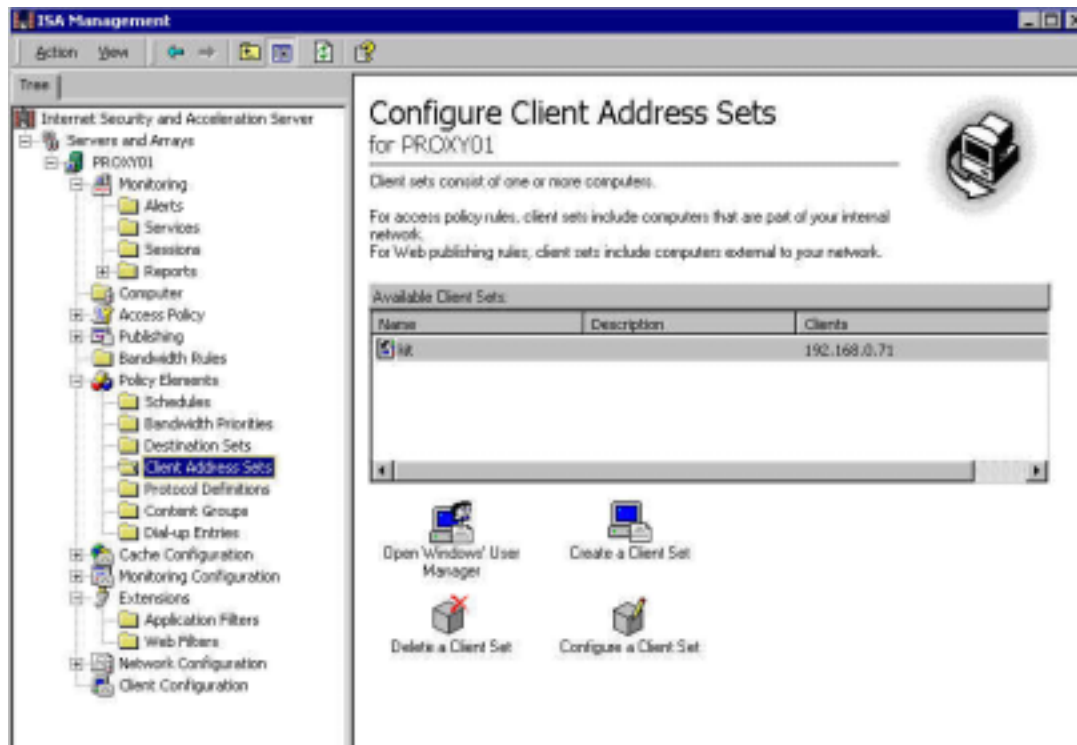 ISA Management
Action View
Tree
Internet Security and Acceleration Server
Servers and Arrays
PROXY01
Monitoring
Alerts
Services
Sessions
Reports
Computer
Access Policy
Publishing
Bandwidth Rules
Policy Elements
Schedules
Bandwidth Priorities
Destination Sets
Client Address Sets
Protocol Definitions
Content Groups
Dial-up Entries
Cache Configuration
Monitoring Configuration
Extensions
Application Filters
Web Filters
Network Configuration
Client Configuration
Configure Client Address Sets
for PROXY01
Client sets consist of one or more computers.
For access policy rules, client sets include computers that are part of your internal
network.
For Web publishing rules, client sets include computers external to your network.
Available Client Sets:
Name Description Clients
kit 192.168.0.71
Open Windows' User
Manager
Create a Client Set
Delete a Client Set
Configure a Client Set